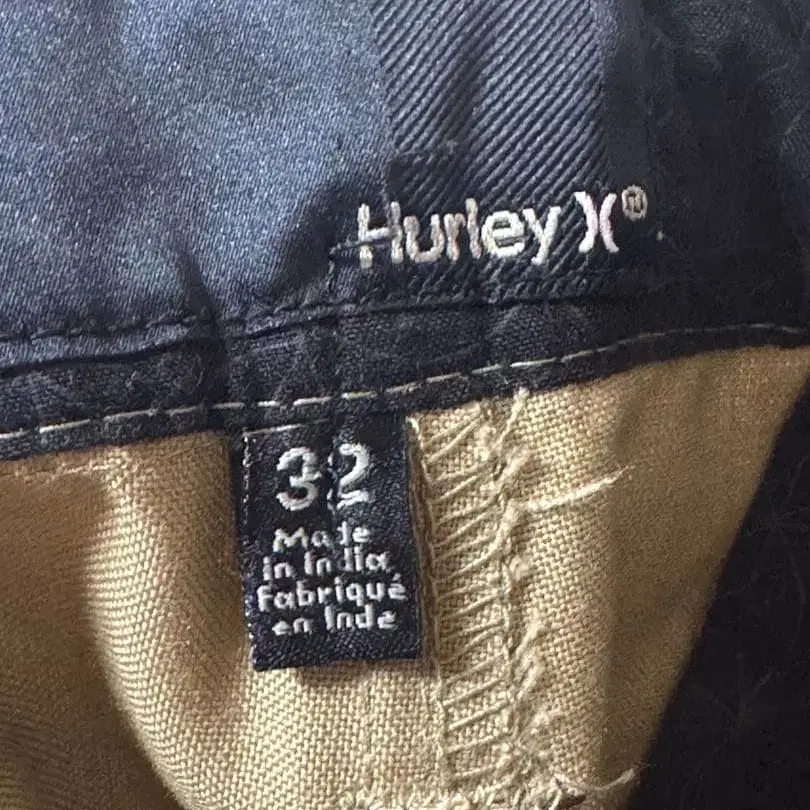 Hurley )(®
32
Made
in India
Fabriqué
en Inde